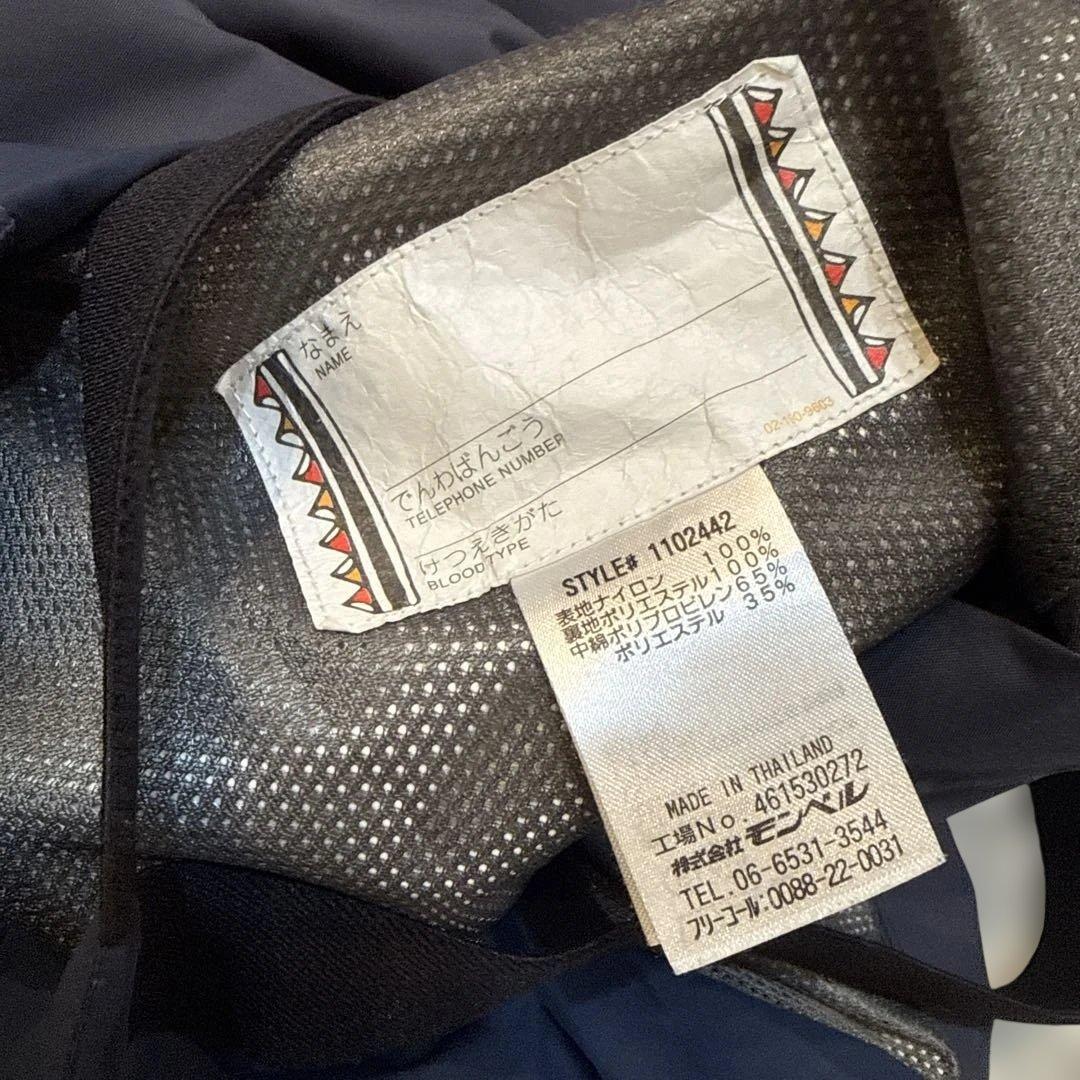 なまえ
NAME
でんわばんごう
TELEPHONE NUMBER
けつえきがた
BLOOD TYPE
02-110-9603
STYLE# 1102442
表地ナイロン 100%
裏地ポリエステル100%
中綿ポリプロピレン 65%
ポリエステル 35%
MADE IN THAILAND
工場No.461530272
株式会社モンベル
TEL.06-6531-3544
フリーコール:0088-22-0031